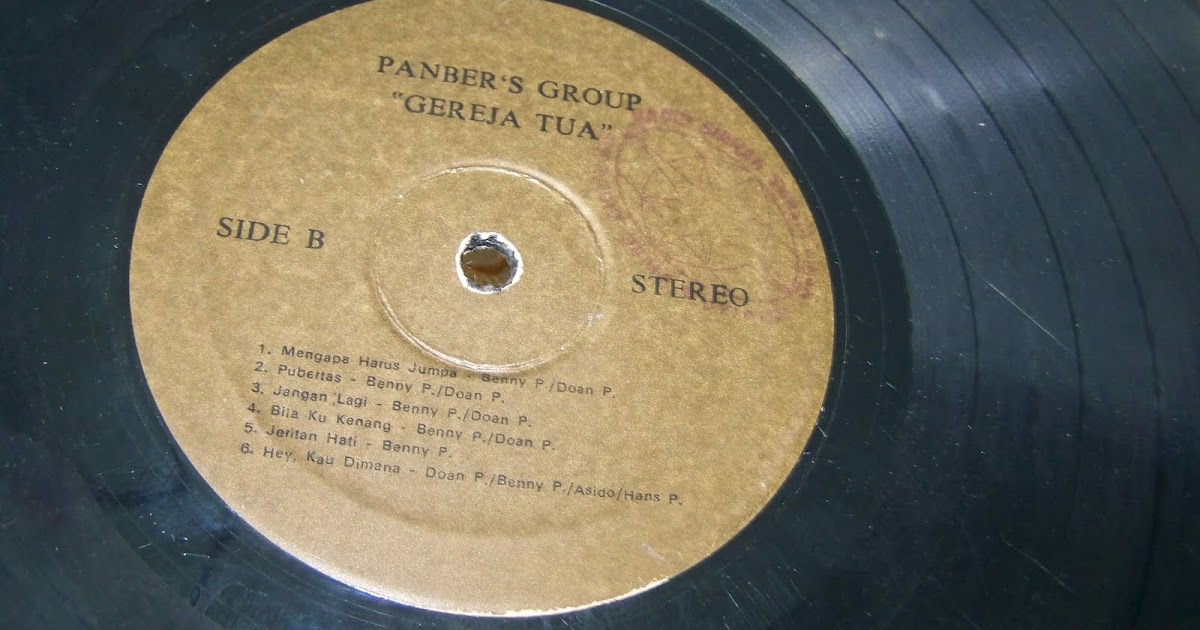 PANBER'S GROUP
"GEREJA TUA"
SIDE B
STEREO
1. Mengapa Harus Jumpa - Benny P./Doan P.
2. Pubertas - Benny P./Doan P.
3. Jangan Lagi - Benny P./Doan P.
4. Bila Ku Kenang - Benny P./Doan P.
5. Jeritan Hati - Benny P.
6. Hey, Kau Dimana - Doan P./Benny P./Asido/Hans P.